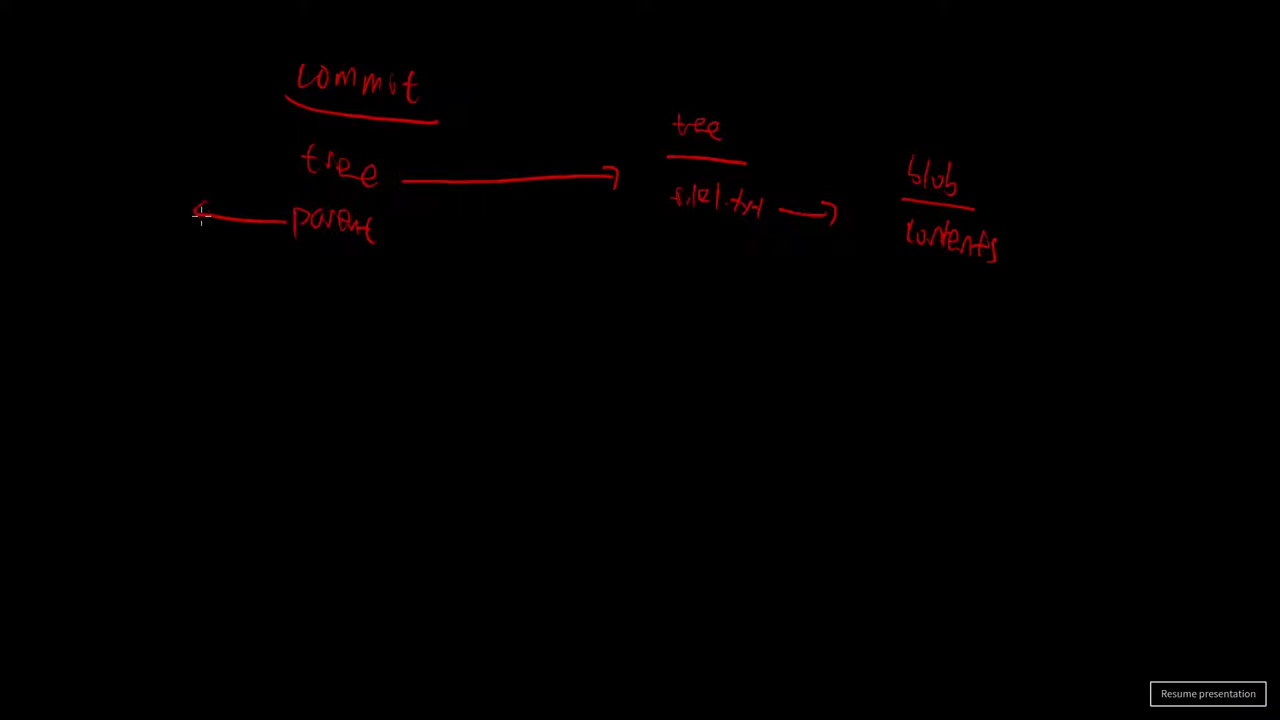 commit
tree
parent
tree
file1.txt
blob
contents
Resume presentation